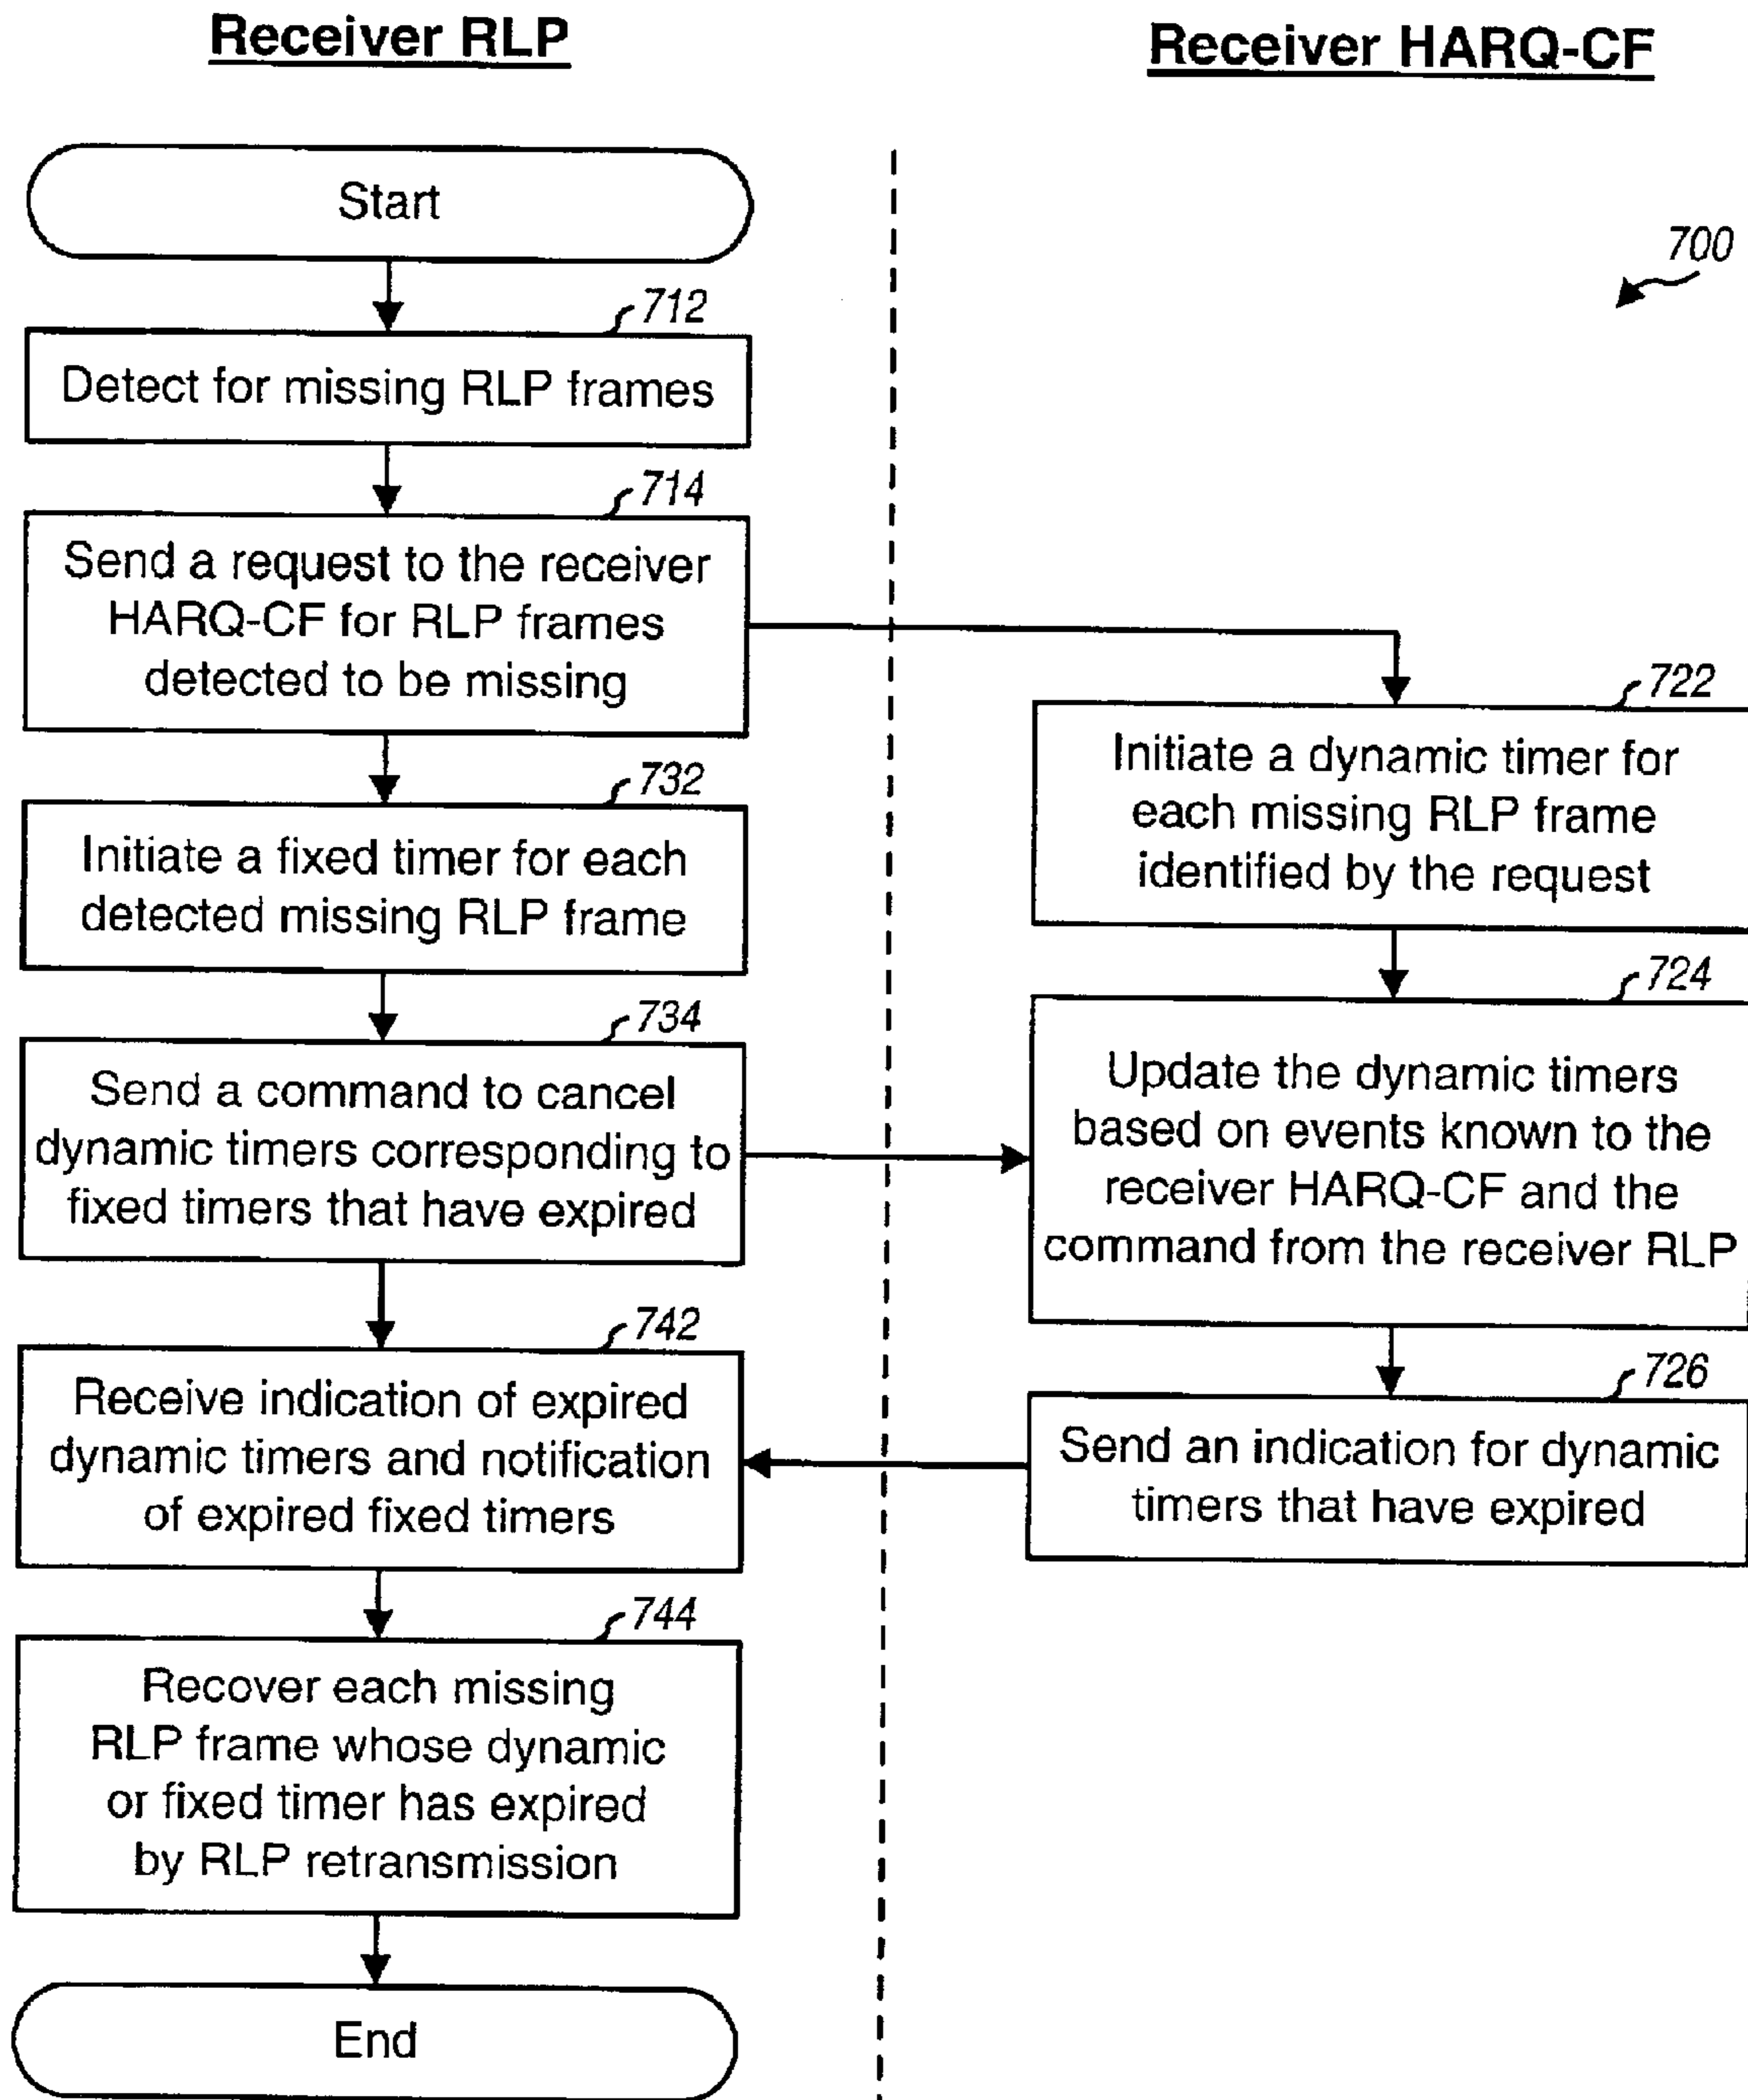 Receiver RLP
Receiver HARQ-CF
Start
700
712
Detect for missing RLP frames
714
Send a request to the receiver
HARQ-CF for RLP frames
detected to be missing
722
Initiate a dynamic timer for
each missing RLP frame
identified by the request
732
Initiate a fixed timer for each
detected missing RLP frame
724
Update the dynamic timers
based on events known to the
receiver HARQ-CF and the
command from the receiver RLP
734
Send a command to cancel
dynamic timers corresponding to
fixed timers that have expired
742
Receive indication of expired
dynamic timers and notification
of expired fixed timers
726
Send an indication for dynamic
timers that have expired
744
Recover each missing
RLP frame whose dynamic
or fixed timer has expired
by RLP retransmission
End